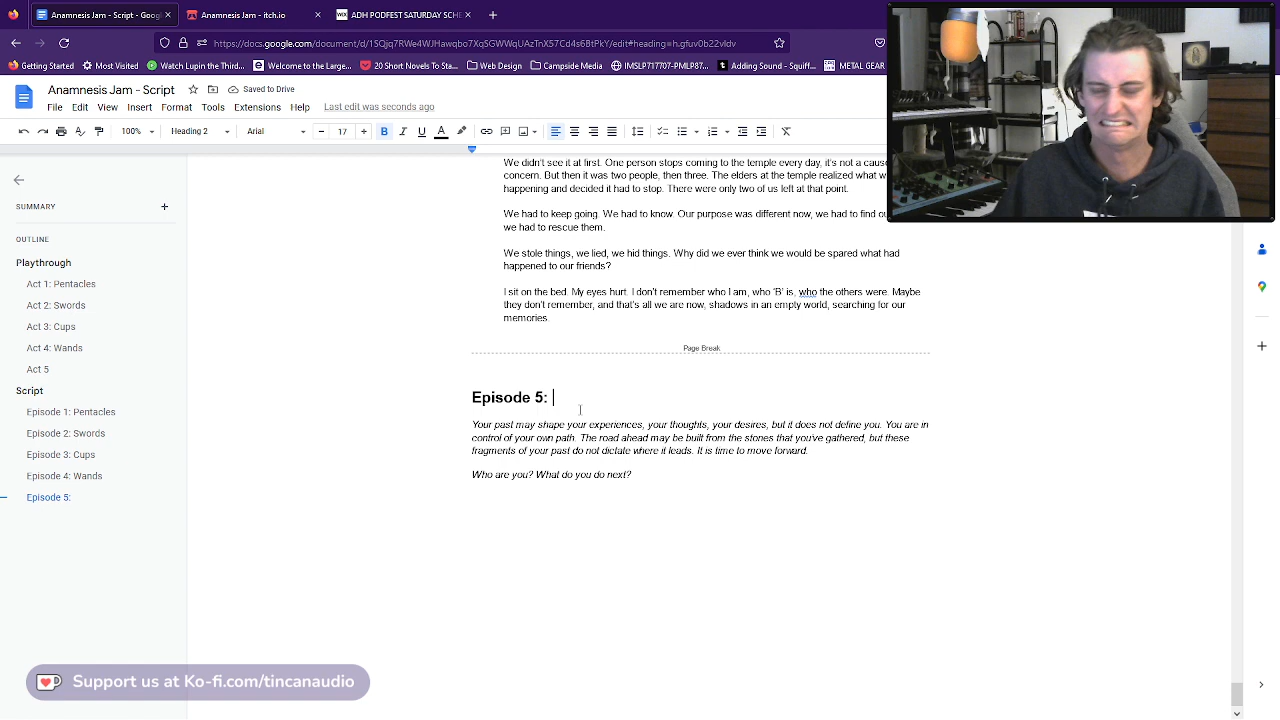 Anamnesis Jam - Script - Googl
Anamnesis Jam - itch.io
ADH PODFEST SATURDAY SCHE
https://docs.google.com/document/d/1SQjq7RWe4WJHawqbo7XqSGWWqUAzTnXS7Cd4s6BtPkY/edit#heading=h.gfuv0b22vldv
Getting Started
Most Visited
Watch Lupin the Third...
Welcome to the Large...
20 Short Novels To Sta...
Web Design
Campside Media
IMSLP717707-PMLP87...
Adding Sound - Squiff...
METAL GEAR
Anamnesis Jam - Script
Saved to Drive
File Edit View Insert Format Tools Extensions Help
Last edit was seconds ago
100% Heading 2 Arial 17
We didn't see it at first. One person stops coming to the temple every day, it's not a cause
concern. But then it was two people, then three. The elders at the temple realized what w
happening and decided it had to stop. There were only two of us left at that point.
We had to keep going. We had to know. Our purpose was different now, we had to find ou
we had to rescue them.
We stole things, we lied, we hid things. Why did we ever think we would be spared what had
happened to our friends?
I sit on the bed. My eyes hurt. I don't remember who I am, who 'B' is, who the others were. Maybe
they don't remember, and that's all we are now, shadows in an empty world, searching for our
memories.
Page Break
Episode 5:
Your past may shape your experiences, your thoughts, your desires, but it does not define you. You are in
control of your own path. The road ahead may be built from the stones that you've gathered, but these
fragments of your past do not dictate where it leads. It is time to move forward.
Who are you? What do you do next?
SUMMARY
OUTLINE
Playthrough
Act 1: Pentacles
Act 2: Swords
Act 3: Cups
Act 4: Wands
Act 5
Script
Episode 1: Pentacles
Episode 2: Swords
Episode 3: Cups
Episode 4: Wands
Episode 5:
Support us at Ko-fi.com/tincanaudio